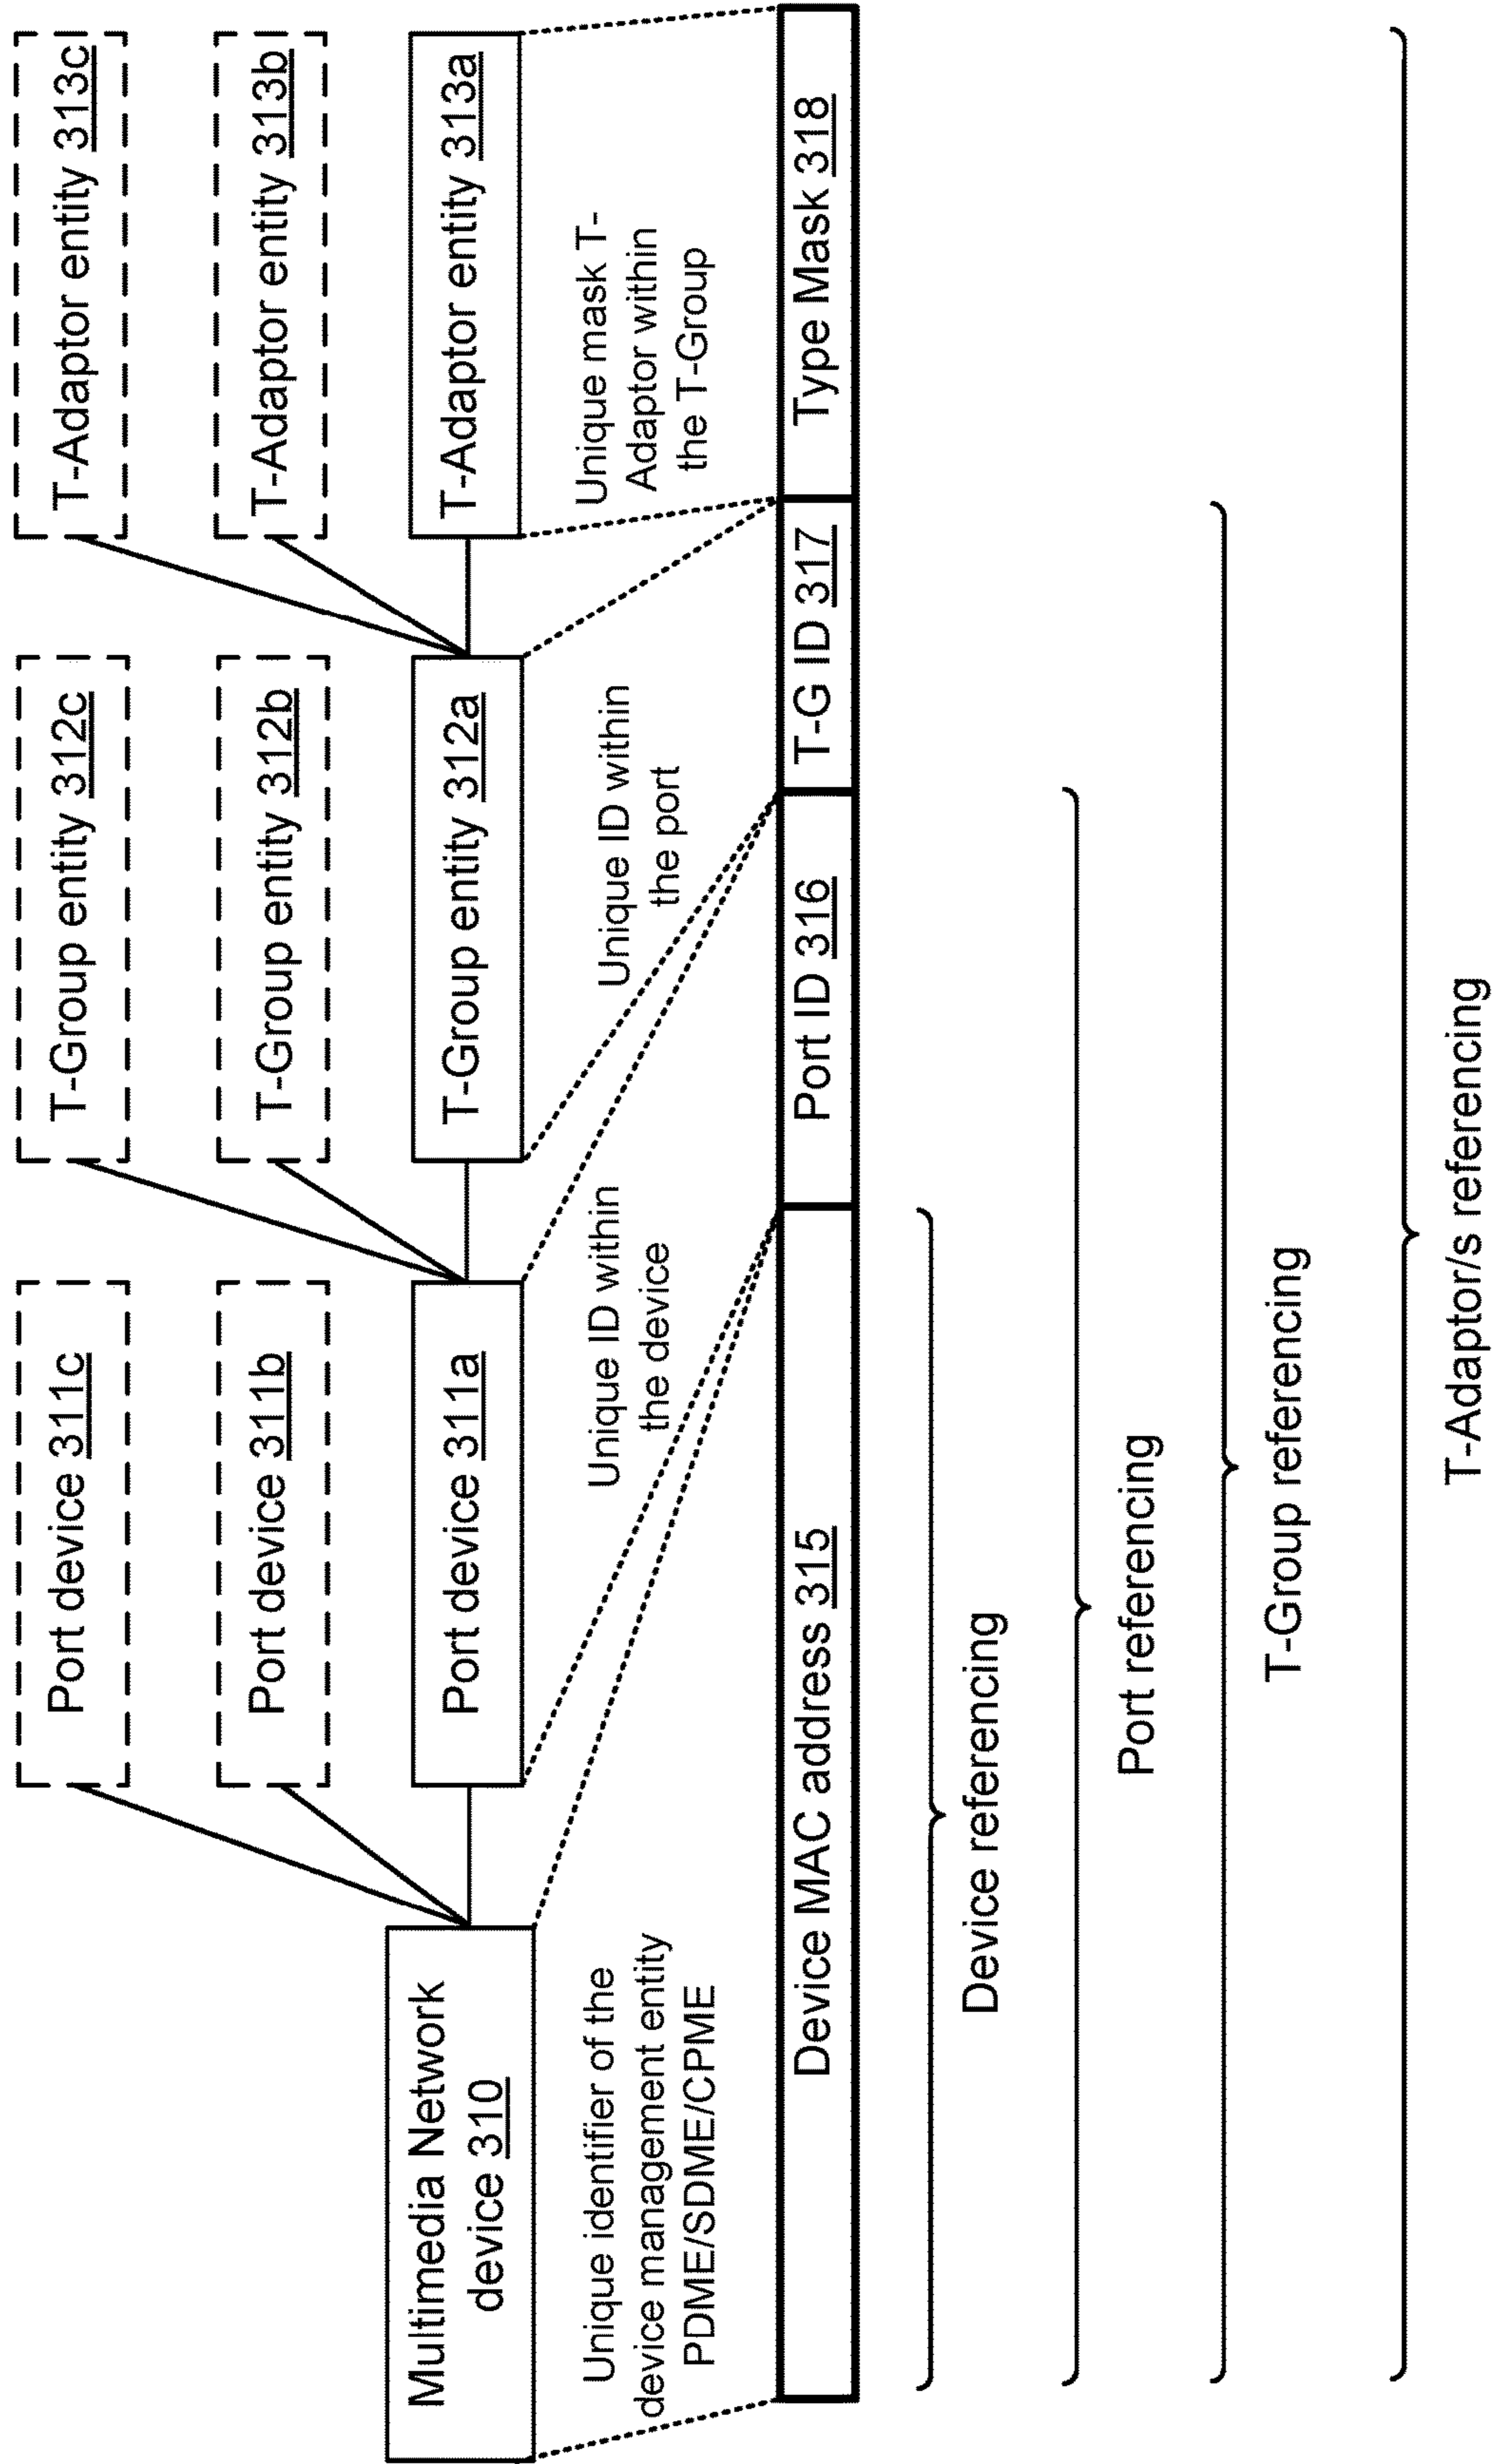 Port device 311c
T-Group entity 312c
T-Adaptor entity 313c
Port device 311b
T-Group entity 312b
T-Adaptor entity 313b
Multimedia Network
device 310
Port device 311a
T-Group entity 312a
T-Adaptor entity 313a
Unique identifier of the
device management entity
PDME/SDME/CPME
Unique ID within
the device
Unique ID within
the port
Unique mask T-
Adaptor within
the T-Group
Device MAC address 315
Port ID 316
T-G ID 317
Type Mask 318
Device referencing
Port referencing
T-Group referencing
T-Adaptor/s referencing